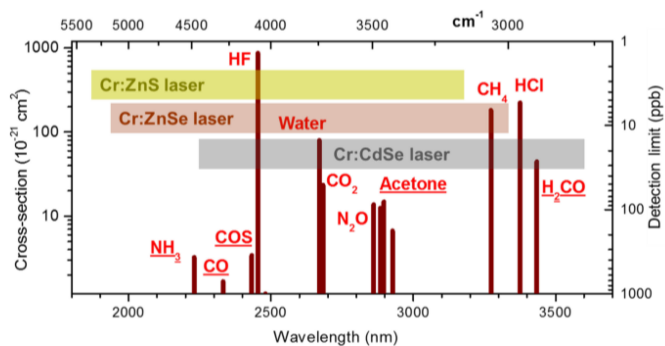 5500 5000 4500 4000 3500 cm⁻¹ 3000
Cross-section (10⁻²¹ cm²)
1000
100
10
Detection limit (ppb)
1
10
100
1000
HF
Cr:ZnS laser
CH₄ HCl
Cr:ZnSe laser
Water
Cr:CdSe laser
CO₂ Acetone
H₂CO
N₂O
NH₃
COS
CO
2000 2500 3000 3500
Wavelength (nm)